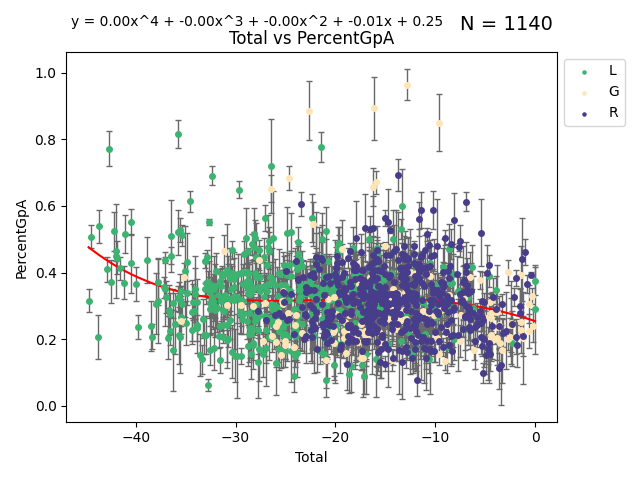 y = 0.00x^4 + -0.00x^3 + -0.00x^2 + -0.01x + 0.25 N = 1140
Total vs PercentGpA
1.0
0.8
0.6
0.4
0.2
0.0
PercentGpA
−40 −30 −20 −10 0
Total
L
G
R